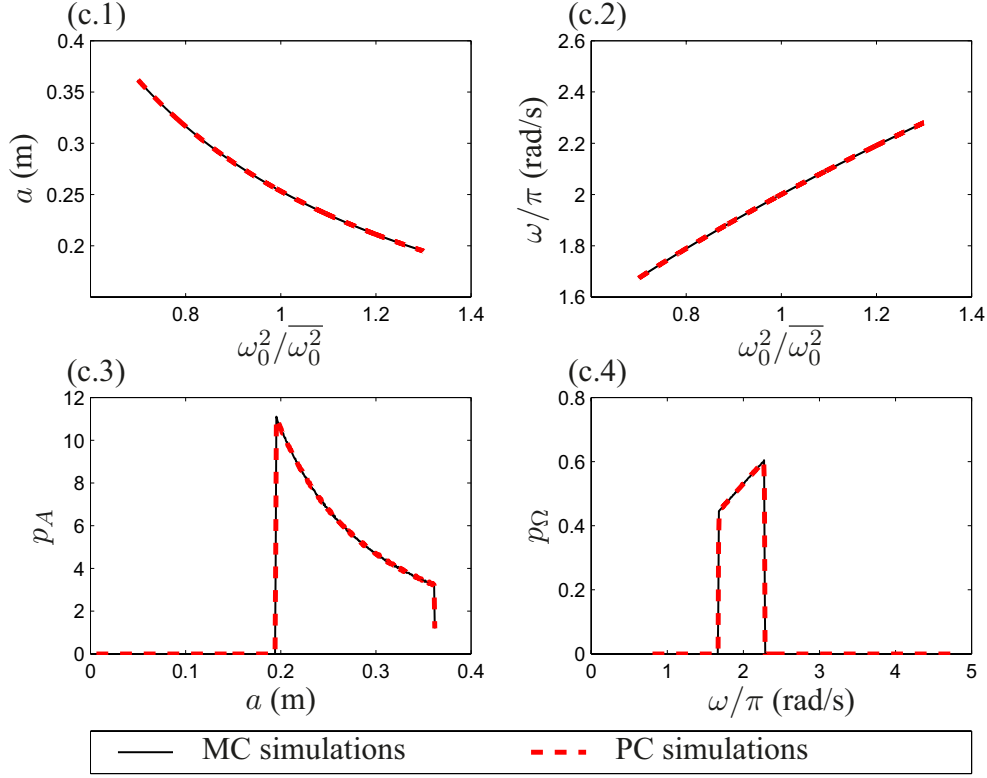 (c.1)
0.4
0.35
0.3
0.25
0.2
a (m)
0.8 1 1.2 1.4
ω₀²/\overline{ω₀²}
(c.2)
2.6
2.4
2.2
2
1.8
1.6
ω/π (rad/s)
0.8 1 1.2 1.4
ω₀²/\overline{ω₀²}
(c.3)
12
10
8
6
4
2
0
p_A
0 0.1 0.2 0.3 0.4
a (m)
(c.4)
0.8
0.6
0.4
0.2
0
p_Ω
0 1 2 3 4 5
ω/π (rad/s)
MC simulations
PC simulations